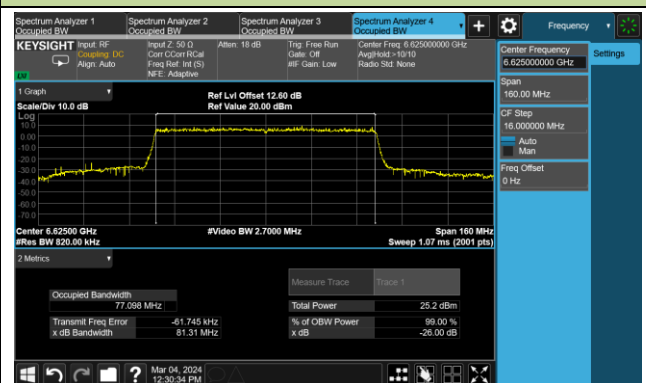 Spectrum Analyzer 1
Occupied BW
Spectrum Analyzer 2
Occupied BW
Spectrum Analyzer 3
Occupied BW
Spectrum Analyzer 4
Occupied BW
+
Frequency
KEYSIGHT
Input: RF
Coupling: DC
Align: Auto
Input Z: 50 Ω
Corr CCorr RCal
Freq Ref: Int (S)
NFE: Adaptive
Atten: 18 dB
Trig: Free Run
Gate: Off
#IF Gain: Low
Center Freq: 6.625000000 GHz
Avg|Hold:>10/10
Radio Std: None
Center Frequency
6.625000000 GHz
Settings
Span
160.00 MHz
CF Step
16.000000 MHz
Auto
Man
Freq Offset
0 Hz
1 Graph
Scale/Div 10.0 dB
Ref Lvl Offset 12.60 dB
Ref Value 20.00 dBm
Log
10.0
0.00
-10.0
-20.0
-30.0
-40.0
-50.0
-60.0
-70.0
Center 6.62500 GHz
#Res BW 820.00 kHz
#Video BW 2.7000 MHz
Span 160 MHz
Sweep 1.07 ms (2001 pts)
2 Metrics
Measure Trace
Trace 1
Occupied Bandwidth
77.098 MHz
Total Power
25.2 dBm
Transmit Freq Error
-61.745 kHz
% of OBW Power
99.00 %
x dB Bandwidth
81.31 MHz
x dB
-26.00 dB
?
Mar 04, 2024
12:30:34 PM